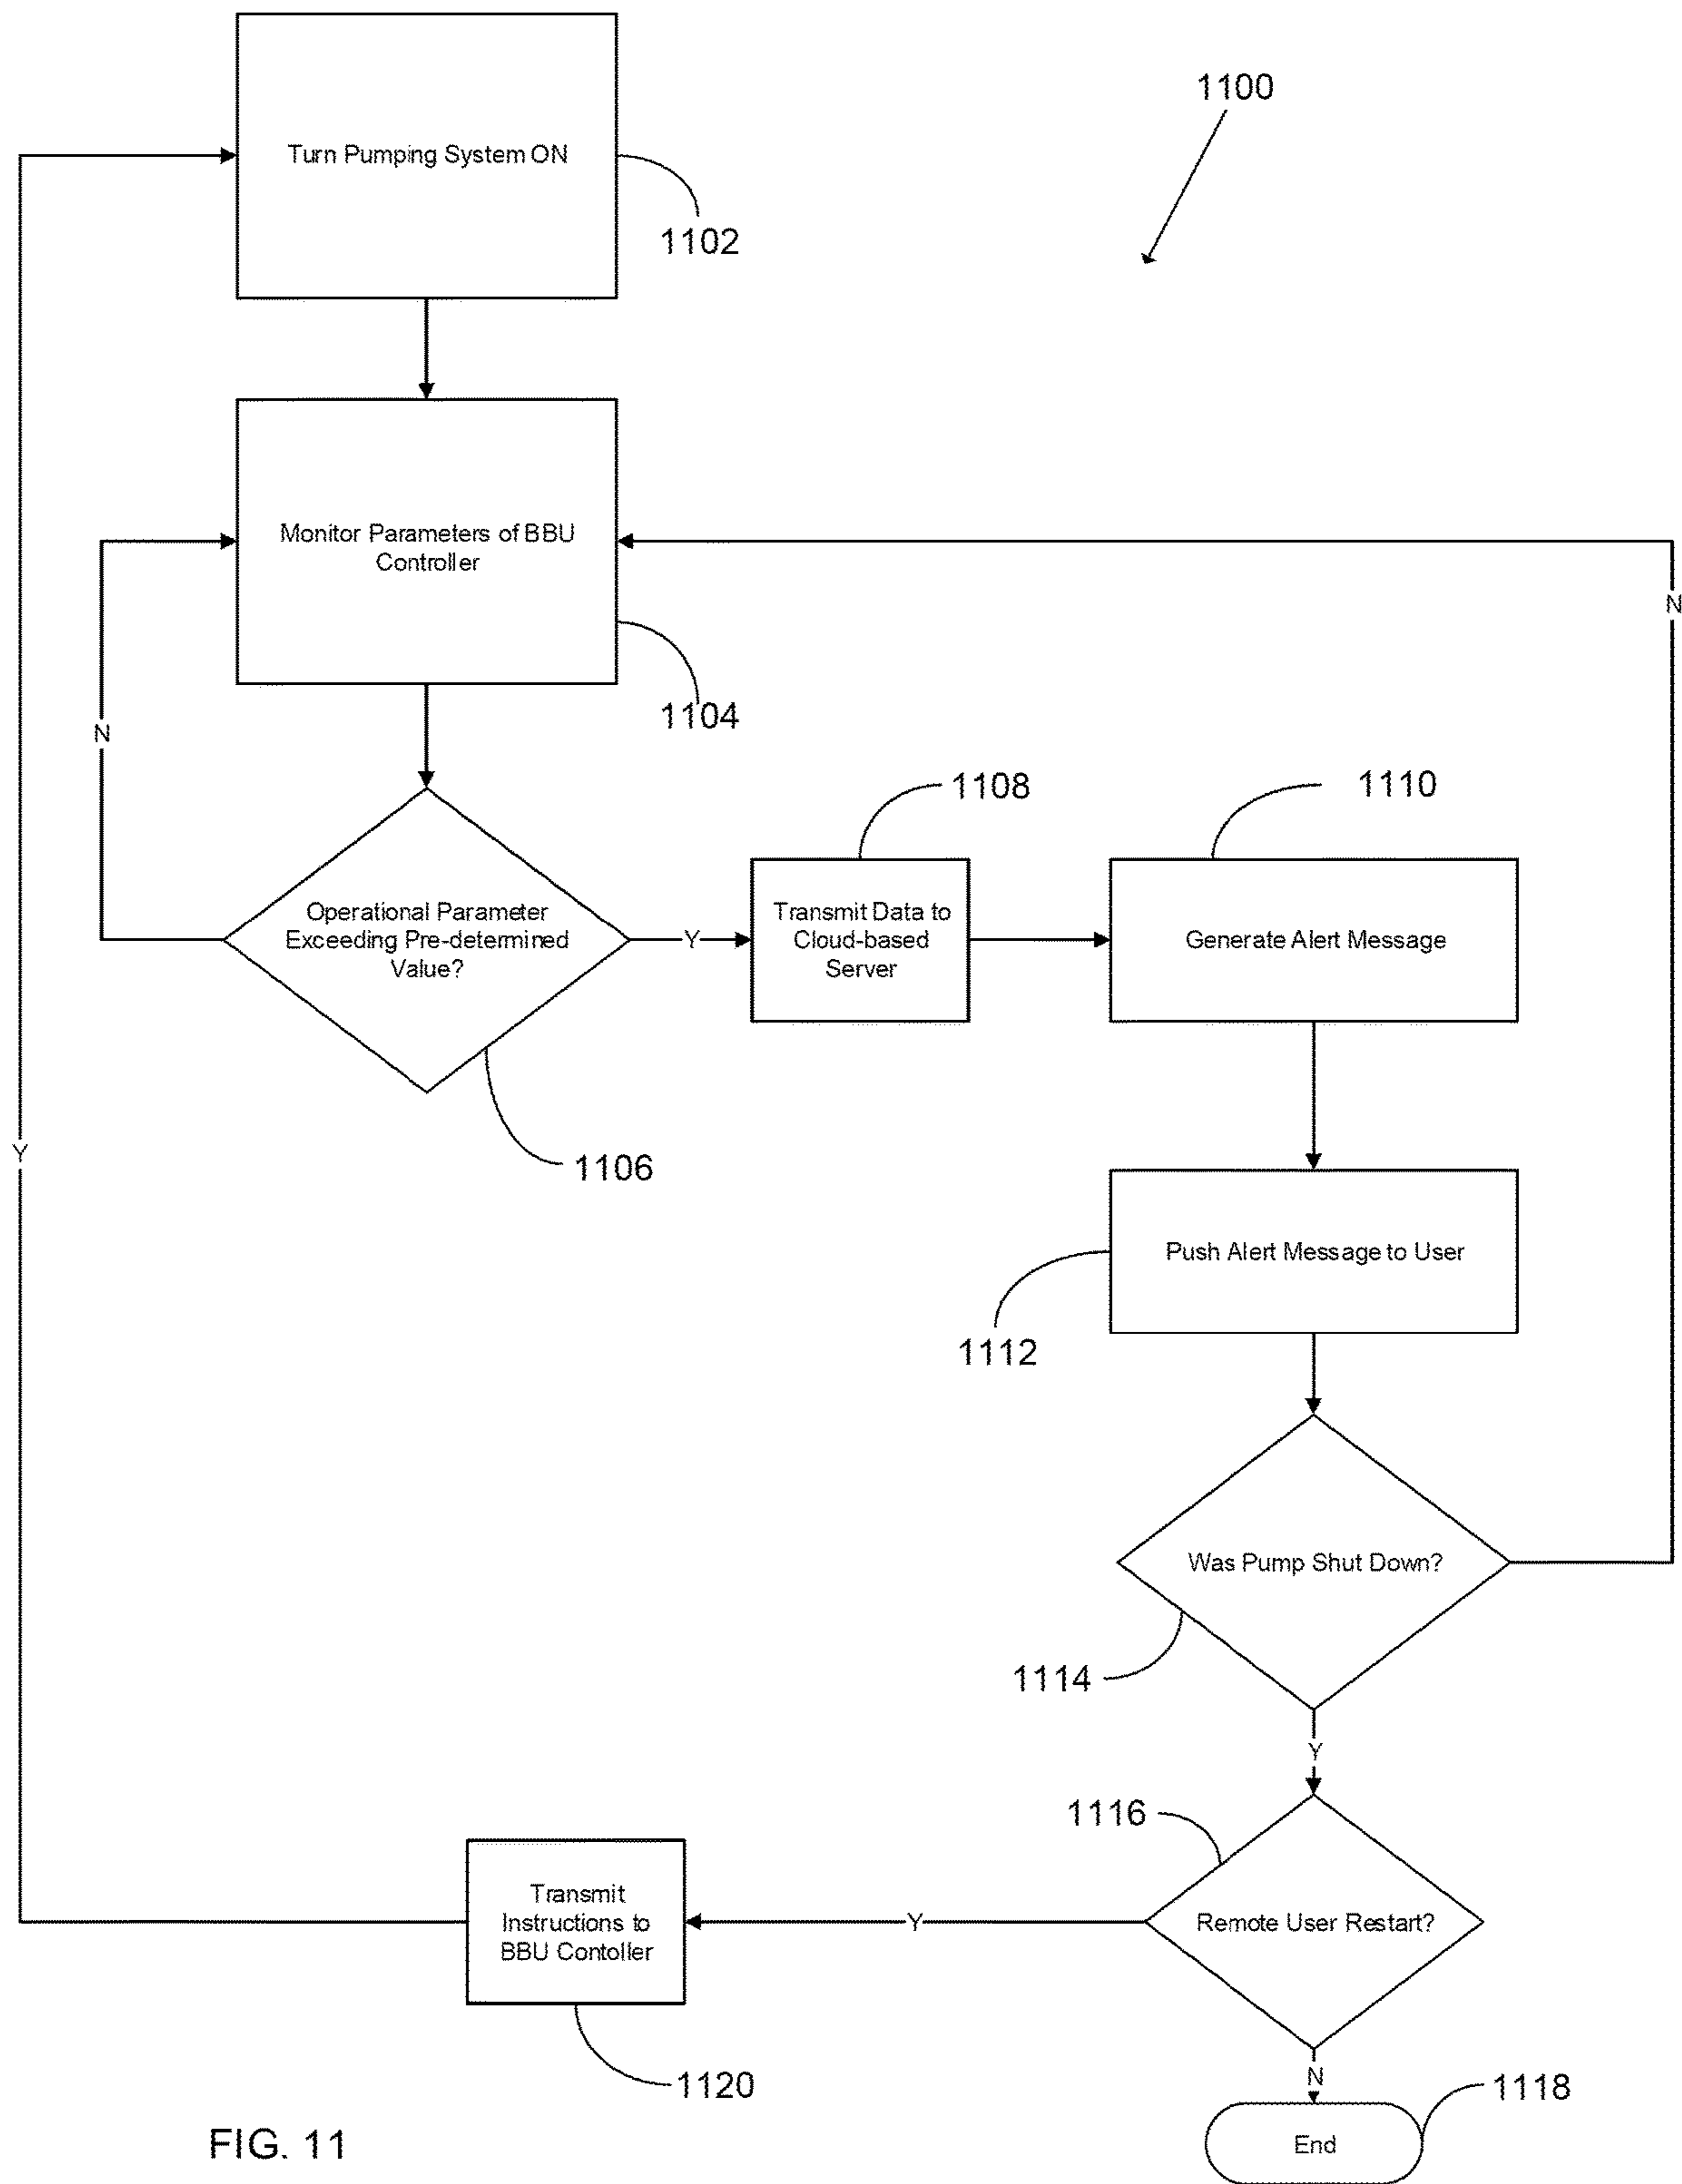 1100
Turn Pumping System ON
1102
Monitor Parameters of BBU
Controller
1104
N
N
Operational Parameter
Exceeding Pre-determined
Value?
1106
Y
1108
Transmit Data to
Cloud-based
Server
1110
Generate Alert Message
Push Alert Message to User
1112
Y
Was Pump Shut Down?
1114
Y
1116
Remote User Restart?
Y
Transmit
Instructions to
BBU Contoller
1120
N
1118
End
FIG. 11